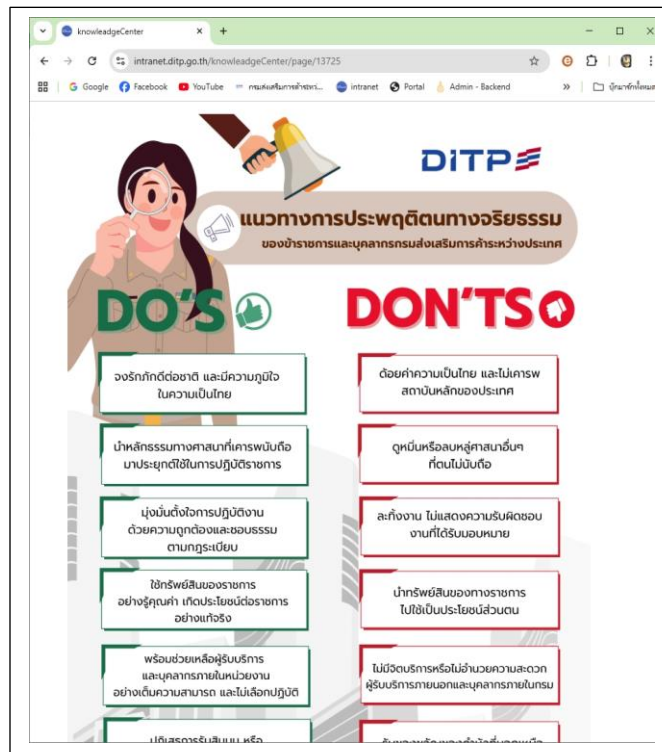 knowleadgeCenter
intranet.ditp.go.th/knowleadgeCenter/page/13725
Google
Facebook
YouTube
intranet
Portal
Admin - Backend
DITP
แนวทางการประพฤติตนทางจริยธรรม
ของข้าราชการและบุคลากรกรมส่งเสริมการค้าระหว่างประเทศ
DO'S
จงรักภักดีต่อชาติ และมีความภูมิใจ
ในความเป็นไทย
นำหลักธรรมทางศาสนาที่เคารพนับถือ
มาประยุกต์ใช้ในการปฏิบัติราชการ
มุ่งมั่นตั้งใจการปฏิบัติงาน
ด้วยความถูกต้องและชอบธรรม
ตามกฎระเบียบ
ใช้ทรัพย์สินของราชการ
อย่างรู้คุณค่า เกิดประโยชน์ต่อราชการ
อย่างแท้จริง
พร้อมช่วยเหลือผู้รับบริการ
และบุคลากรภายในหน่วยงาน
อย่างเต็มความสามารถ และไม่เลือกปฏิบัติ
DON'TS
ด้อยค่าความเป็นไทย และไม่เคารพ
สถาบันหลักของประเทศ
ดูหมิ่นหรือลบหลู่ศาสนาอื่นๆ
ที่ตนไม่นับถือ
ละทิ้งงาน ไม่แสดงความรับผิดชอบ
งานที่ได้รับมอบหมาย
นำทรัพย์สินของทางราชการ
ไปใช้เป็นประโยชน์ส่วนตน
ไม่มีจิตบริการหรือไม่อำนวยความสะดวก
ผู้รับบริการภายนอกและบุคลากรภายในกรม